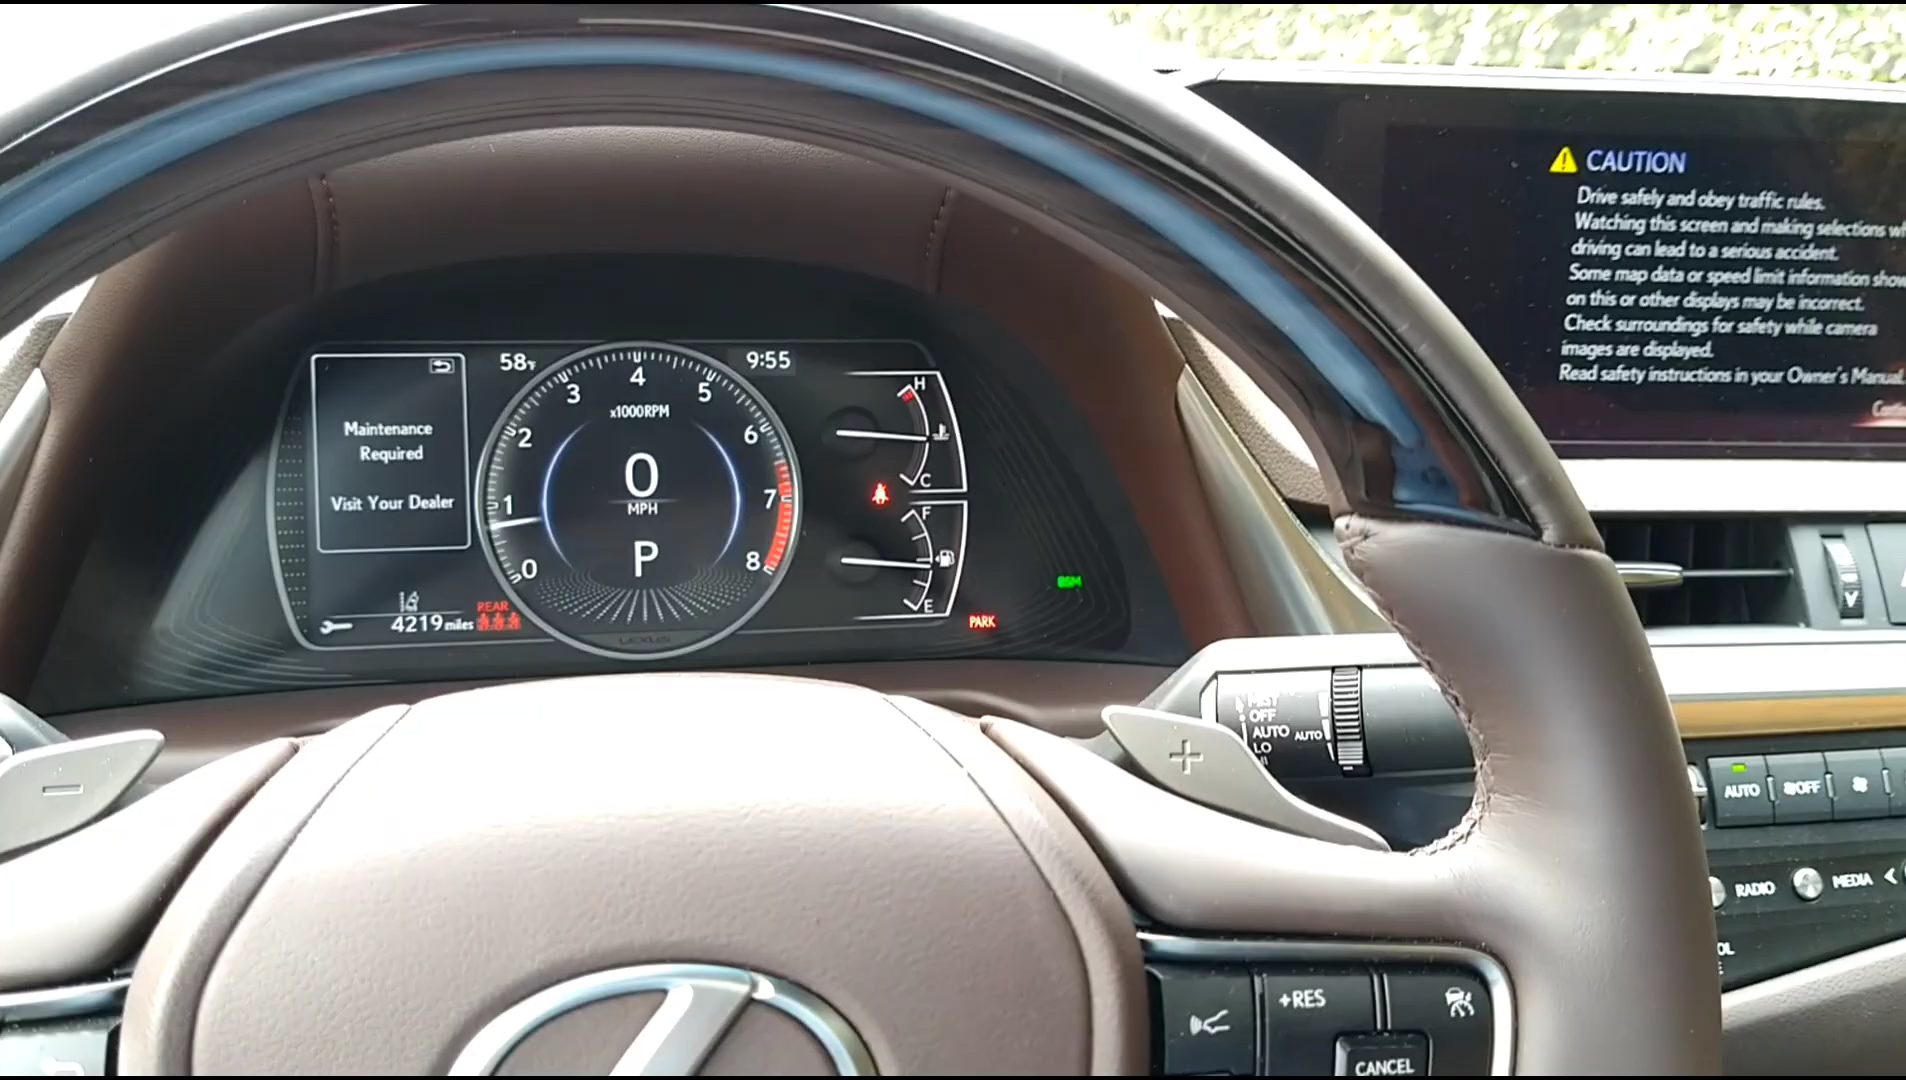 CAUTION
Drive safely and obey traffic rules.
Watching this screen and making selections
driving can lead to a serious accident.
Some map data or speed limit information
on this or other displays may be incorrect.
Check surroundings for safety while camera
images are displayed.
Read safety instructions in your Owner's Manual.
Maintenance
Required
Visit Your Dealer
58°F
9:55
x1000RPM
0
1
2
3
4
5
6
7
8
0
MPH
P
LEXUS
H
C
F
E
4219 miles
REAR
PARK
BSM
MIST
OFF
AUTO AUTO
LO
HI
−
+
AUTO
OFF
RADIO
MEDIA <
+RES
CANCEL